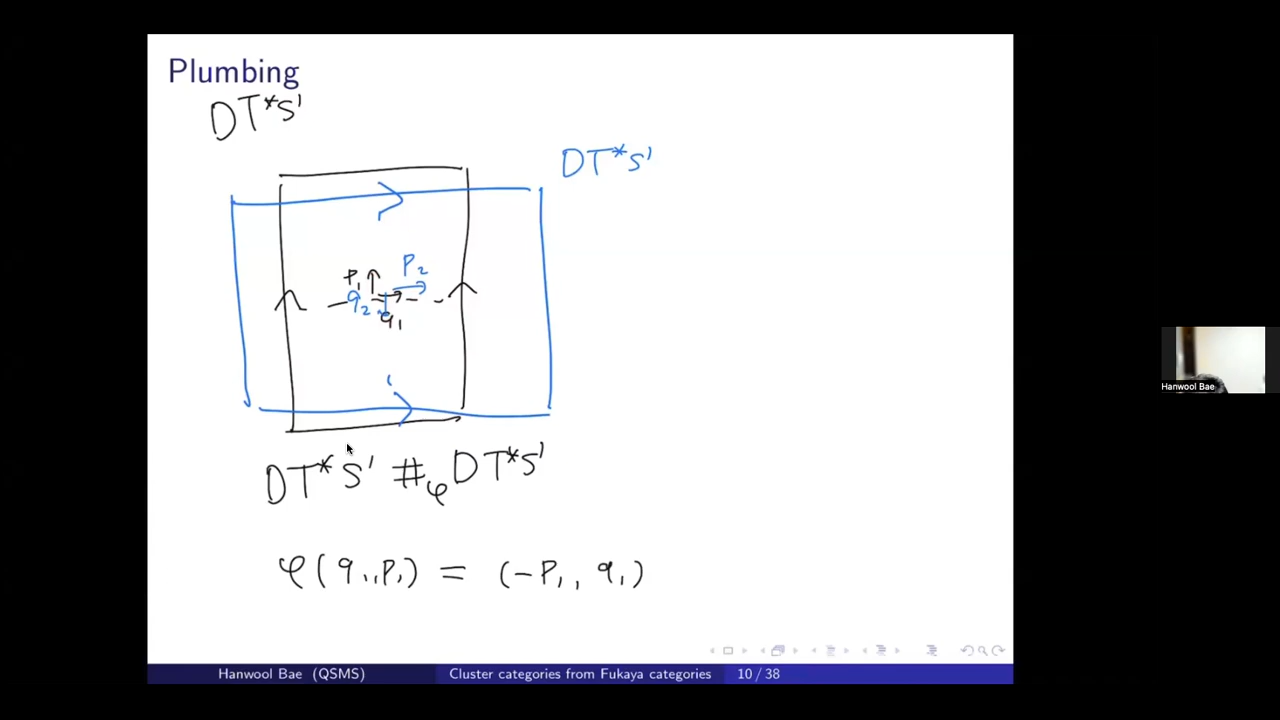 Plumbing
DT*S¹
DT*S¹
P₁
P₂
q₂
q₁
DT*S¹ #φ DT*S¹
φ(q₁,P₁) = (-P₁, q₁)
Hanwool Bae
Hanwool Bae (QSMS) Cluster categories from Fukaya categories 10 / 38